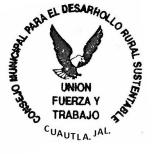 CONSEJO MUNICIPAL PARA EL DESARROLLO RURAL SUSTENTABLE
UNION
FUERZA Y
TRABAJO
CUAUTLA, JAL.